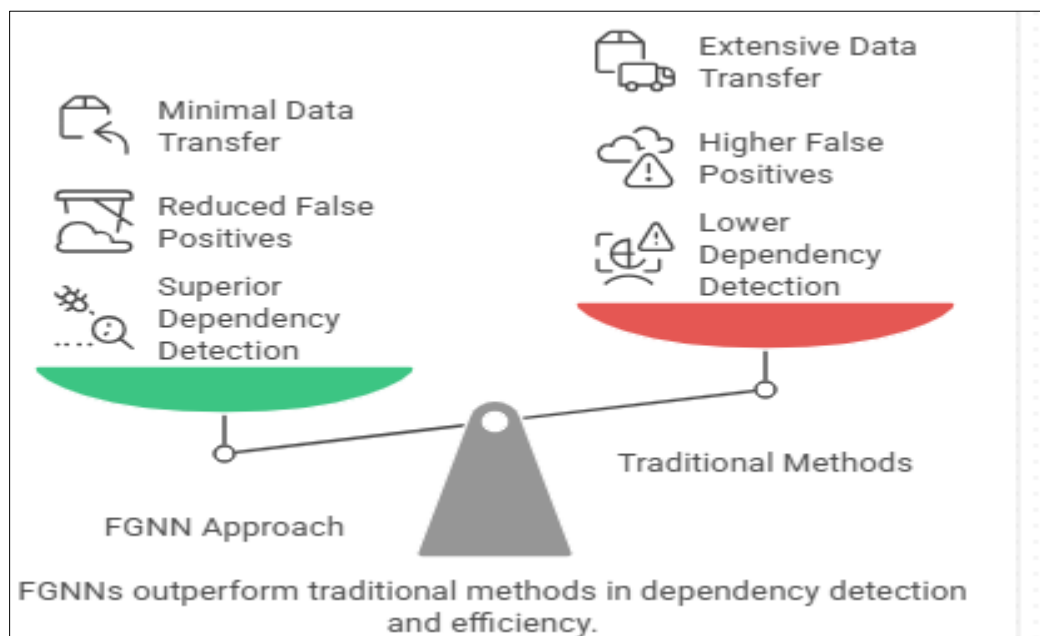 Minimal Data
Transfer
Reduced False
Positives
Superior
Dependency
Detection
Extensive Data
Transfer
Higher False
Positives
Lower
Dependency
Detection
FGNN Approach
Traditional Methods
FGNNs outperform traditional methods in dependency detection
and efficiency.